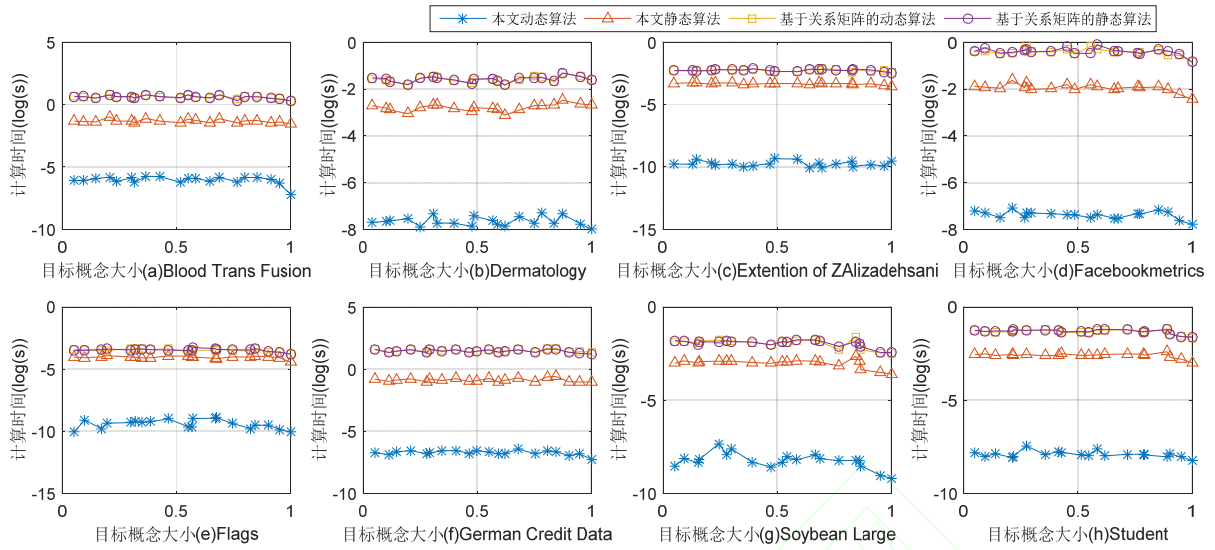 本文动态算法 本文静态算法 基于关系矩阵的动态算法 基于关系矩阵的静态算法
5
0
-5
-10
计算时间(log(s))
0 0.5 1
目标概念大小(a)Blood Trans Fusion
0
-2
-4
-6
-8
计算时间(log(s))
0 0.5 1
目标概念大小(b)Dermatology
0
-5
-10
-15
计算时间(log(s))
0 0.5 1
目标概念大小(c)Extention of ZAlizadehsani
0
-2
-4
-6
-8
计算时间(log(s))
0 0.5 1
目标概念大小(d)Facebookmetrics
0
-5
-10
-15
计算时间(log(s))
0 0.5 1
目标概念大小(e)Flags
5
0
-5
-10
计算时间(log(s))
0 0.5 1
目标概念大小(f)German Credit Data
0
-5
-10
计算时间(log(s))
0 0.5 1
目标概念大小(g)Soybean Large
0
-5
-10
计算时间(log(s))
0 0.5 1
目标概念大小(h)Student